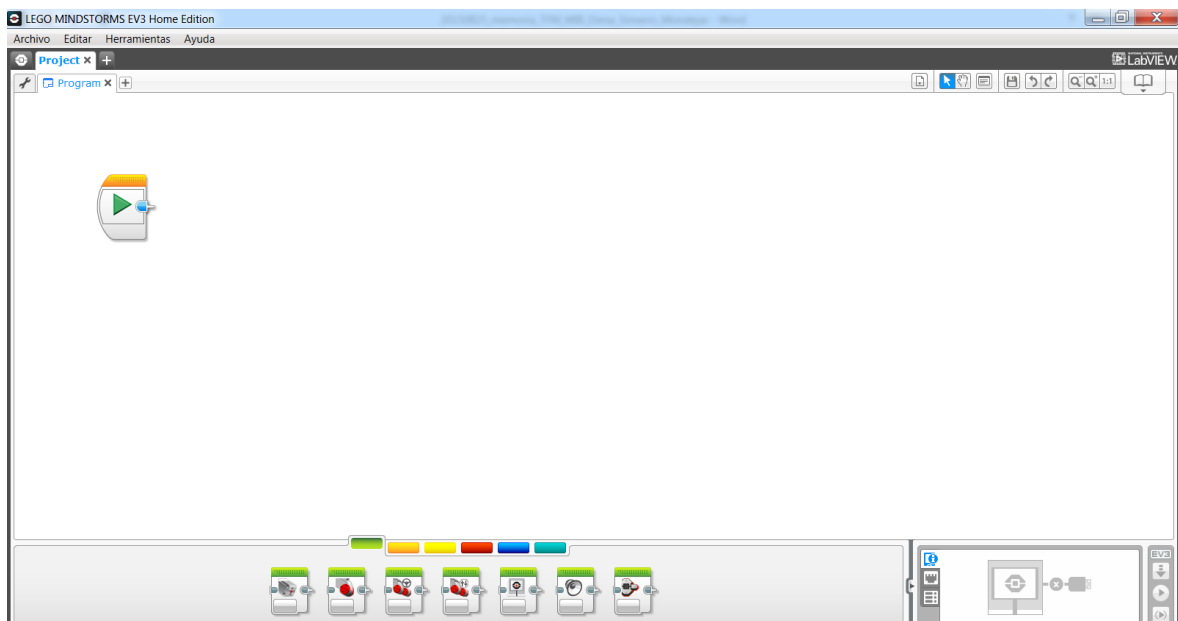 LEGO MINDSTORMS EV3 Home Edition
Archivo Editar Herramientas Ayuda
Project
LabVIEW
Program
1:1
EV3